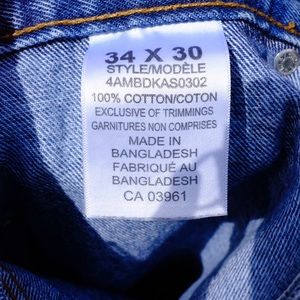 34 X 30
STYLE/MODÈLE
4AMBDKAS0302
100% COTTON/COTON
EXCLUSIVE OF TRIMMINGS
GARNITURES NON COMPRISES
MADE IN
BANGLADESH
FABRIQUÉ AU
BANGLADESH
CA 03961